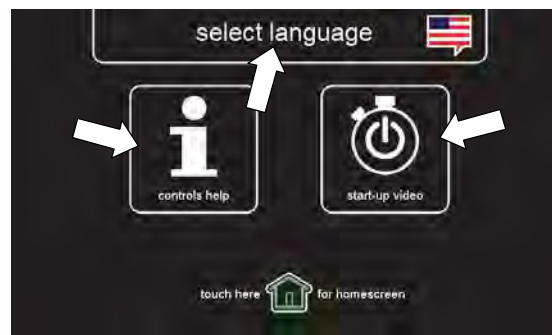 select language
controls help
start-up video
touch here for homescreen